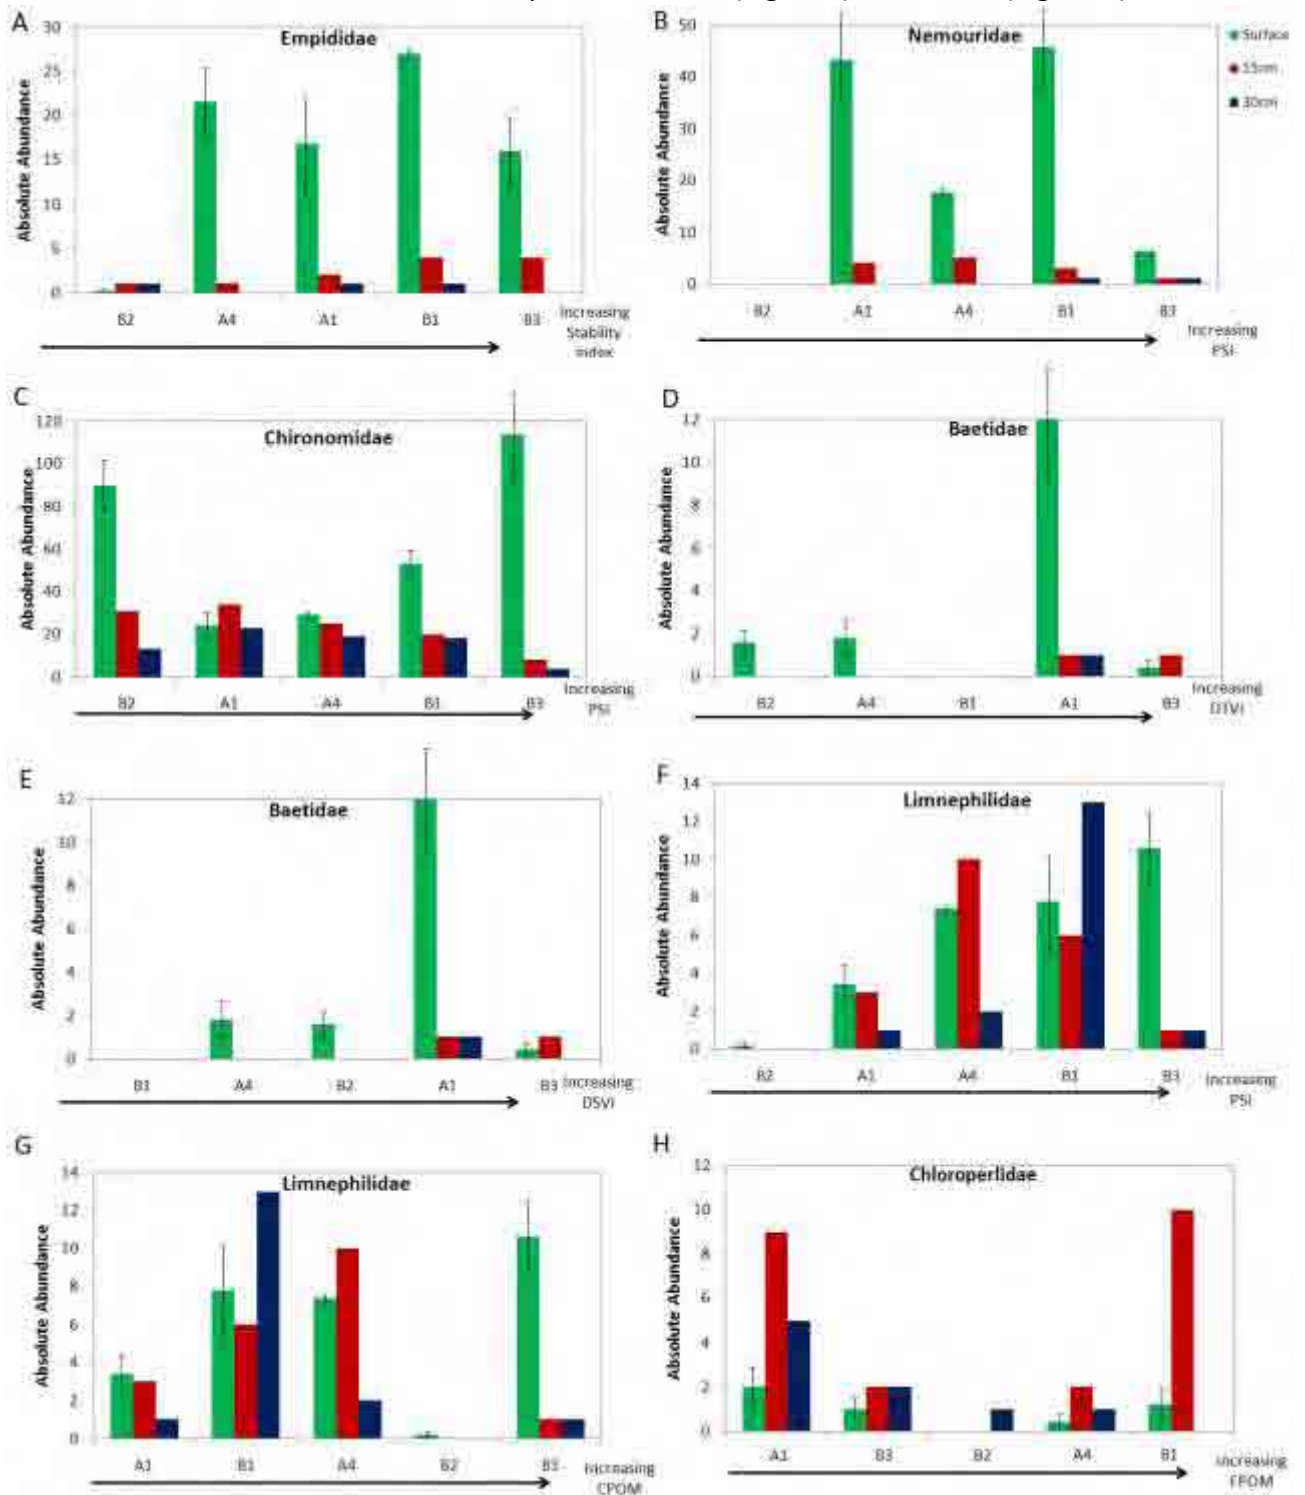 A
Empididae
Absolute Abundance
30
25
20
15
10
5
0
B2 A4 A1 B1 B3
Increasing
Stability
Index
B
Nemouridae
Absolute Abundance
50
40
30
20
10
0
B2 A1 A4 B1 B3
Increasing
PSI
Surface
15cm
30cm
C
Chironomidae
Absolute Abundance
120
100
80
60
40
20
0
B2 A1 A4 B1 B3
Increasing
PSI
D
Baetidae
Absolute Abundance
12
10
8
6
4
2
0
B2 A4 B1 A1 B3
Increasing
DTVI
E
Baetidae
Absolute Abundance
12
10
8
6
4
2
0
B1 A4 B2 A1 B3
Increasing
DSVI
F
Limnephilidae
Absolute Abundance
14
12
10
8
6
4
2
0
B2 A1 A4 B1 B3
Increasing
PSI
G
Limnephilidae
Absolute Abundance
14
12
10
8
6
4
2
0
A1 B1 A4 B2 B3
Increasing
CPOM
H
Chloroperlidae
Absolute Abundance
12
10
8
6
4
2
0
A1 B3 B2 A4 B1
Increasing
FPOM